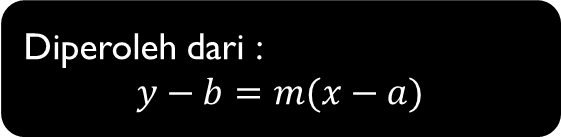 Diperoleh dari :
y − b = m(x − a)